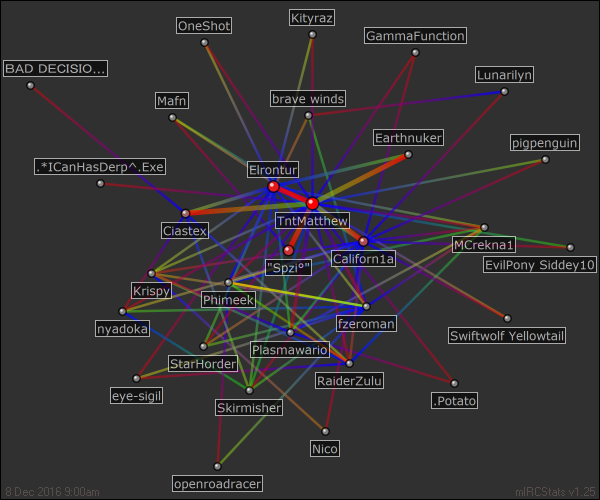 Kityraz
OneShot
GammaFunction
BAD DECISIO...
Lunarilyn
Mafn
brave winds
Earthnuker
pigpenguin
.*ICanHasDerp^.Exe
Elrontur
TntMatthew
Ciastex
MCrekna1
Californ1a
EvilPony Siddey10
"Spzi°"
Krispy
Phimeek
nyadoka
fzeroman
Swiftwolf Yellowtail
Plasmawario
StarHorder
RaiderZulu
eye-sigil
.Potato
Skirmisher
Nico
openroadracer
8 Dec 2016 9:00am
mIRCStats v1.25